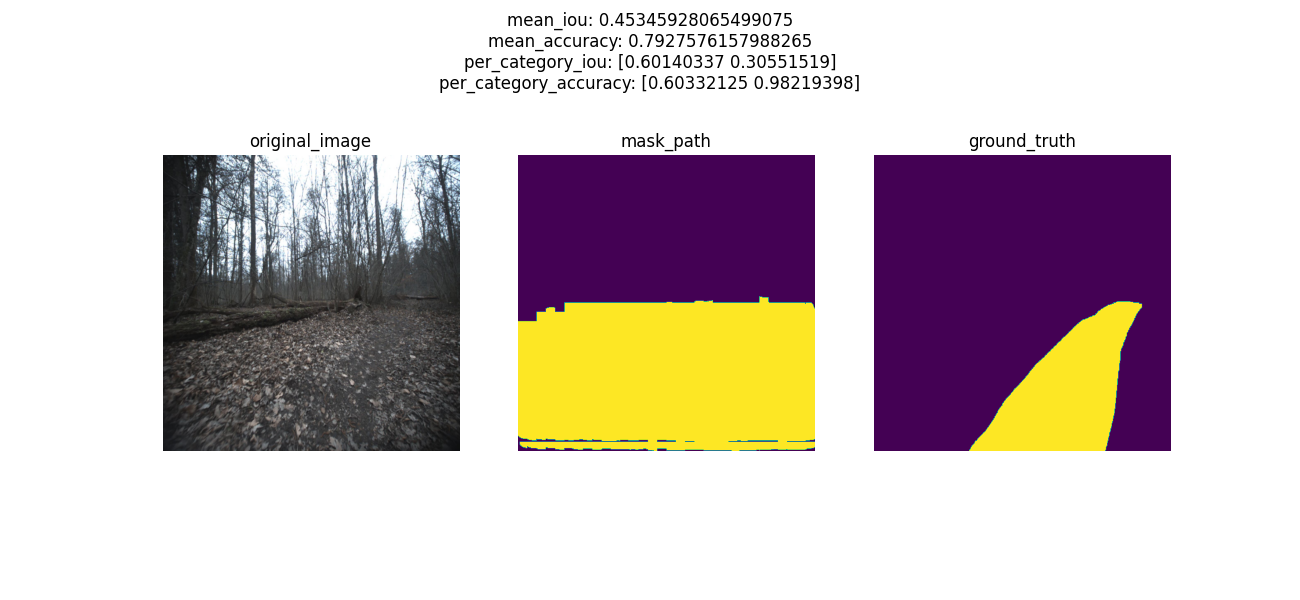 mean_iou: 0.45345928065499075
mean_accuracy: 0.7927576157988265
per_category_iou: [0.60140337 0.30551519]
per_category_accuracy: [0.60332125 0.98219398]
original_image
mask_path
ground_truth